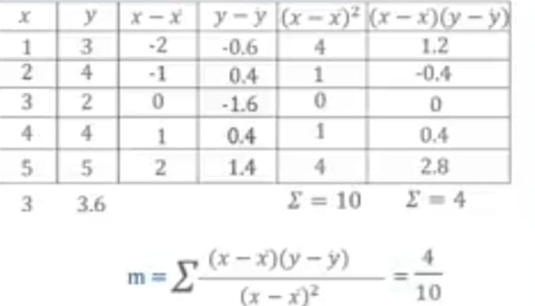 x y x − x̄ y − ȳ (x − x̄)² (x − x̄)(y − ȳ)
1 3 -2 -0.6 4 1.2
2 4 -1 0.4 1 -0.4
3 2 0 -1.6 0 0
4 4 1 0.4 1 0.4
5 5 2 1.4 4 2.8
3 3.6 Σ = 10 Σ = 4
m = Σ (x − x̄)(y − ȳ) / (x − x̄)² = 4 / 10